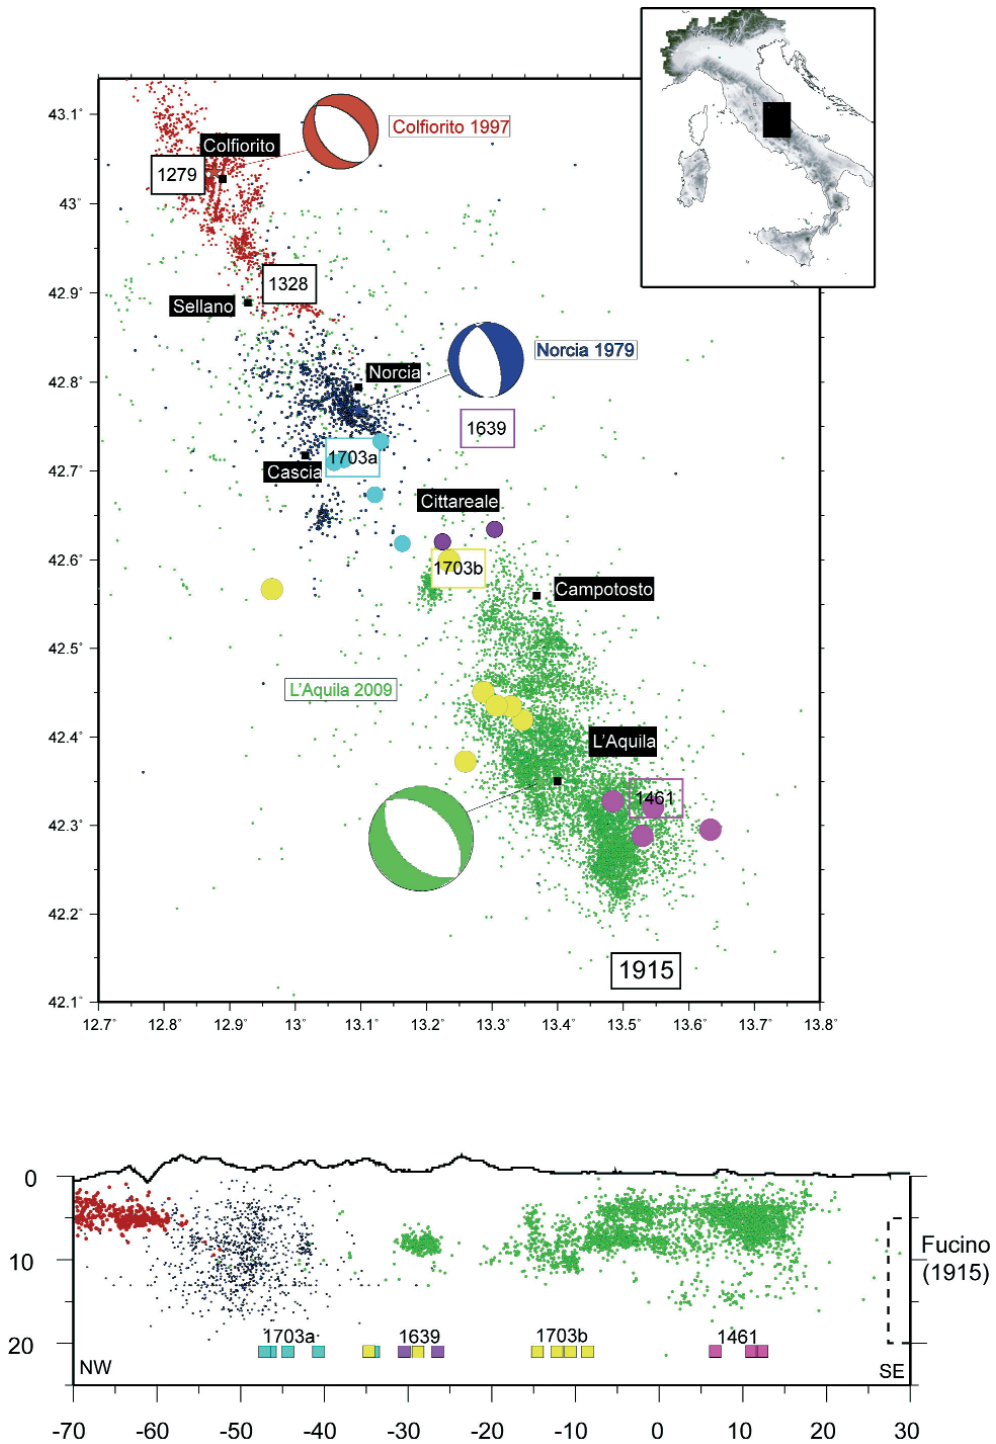 Colfiorito 1997
Colfiorito
1279
1328
Sellano
Norcia 1979
Norcia
1639
1703a
Cascia
Cittareale
1703b
Campotosto
L'Aquila 2009
L'Aquila
1461
1915
43.1˚
43˚
42.9˚
42.8˚
42.7˚
42.6˚
42.5˚
42.4˚
42.3˚
42.2˚
42.1˚
12.7˚ 12.8˚ 12.9˚ 13˚ 13.1˚ 13.2˚ 13.3˚ 13.4˚ 13.5˚ 13.6˚ 13.7˚ 13.8˚
0
10
20
Fucino
(1915)
1703a 1639 1703b 1461
NW SE
-70 -60 -50 -40 -30 -20 -10 0 10 20 30